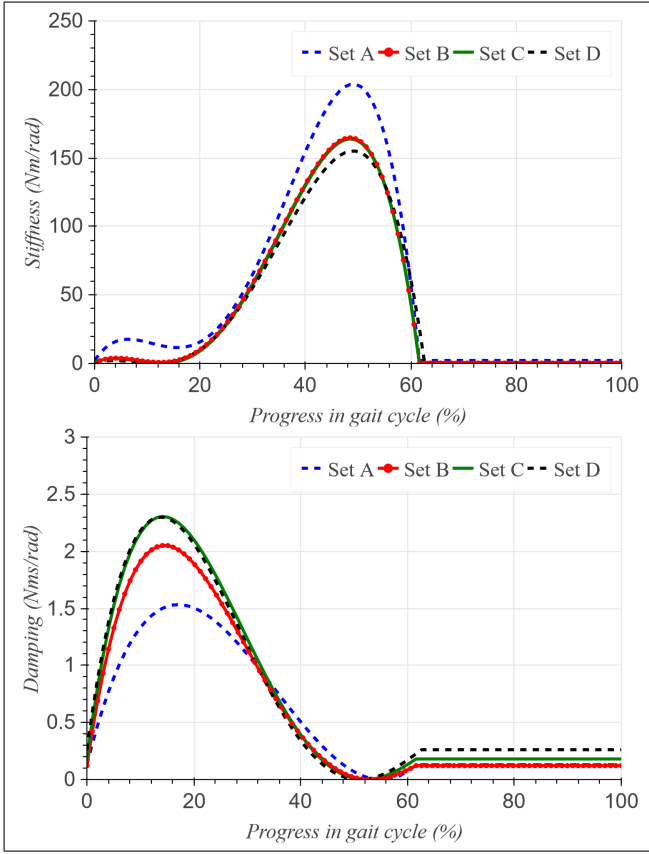 250
200
150
100
50
0
Stiffness (Nm/rad)
Set A Set B Set C Set D
0 20 40 60 80 100
Progress in gait cycle (%)
3
2.5
2
1.5
1
0.5
0
Damping (Nms/rad)
Set A Set B Set C Set D
0 20 40 60 80 100
Progress in gait cycle (%)